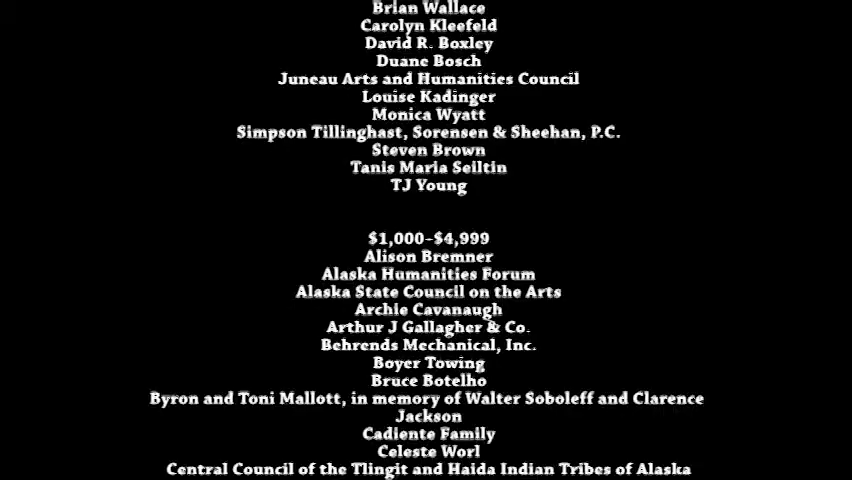 Brian Wallace
Carolyn Kleefeld
David R. Boxley
Duane Bosch
Juneau Arts and Humanities Council
Louise Kadinger
Monica Wyatt
Simpson Tillinghast, Sorensen & Sheehan, P.C.
Steven Brown
Tanis Maria Seiltin
TJ Young
$1,000-$4,999
Alison Bremner
Alaska Humanities Forum
Alaska State Council on the Arts
Archie Cavanaugh
Arthur J Gallagher & Co.
Behrends Mechanical, Inc.
Boyer Towing
Bruce Botelho
Byron and Toni Mallott, in memory of Walter Soboleff and Clarence
Jackson
Cadiente Family
Celeste Worl
Central Council of the Tlingit and Haida Indian Tribes of Alaska